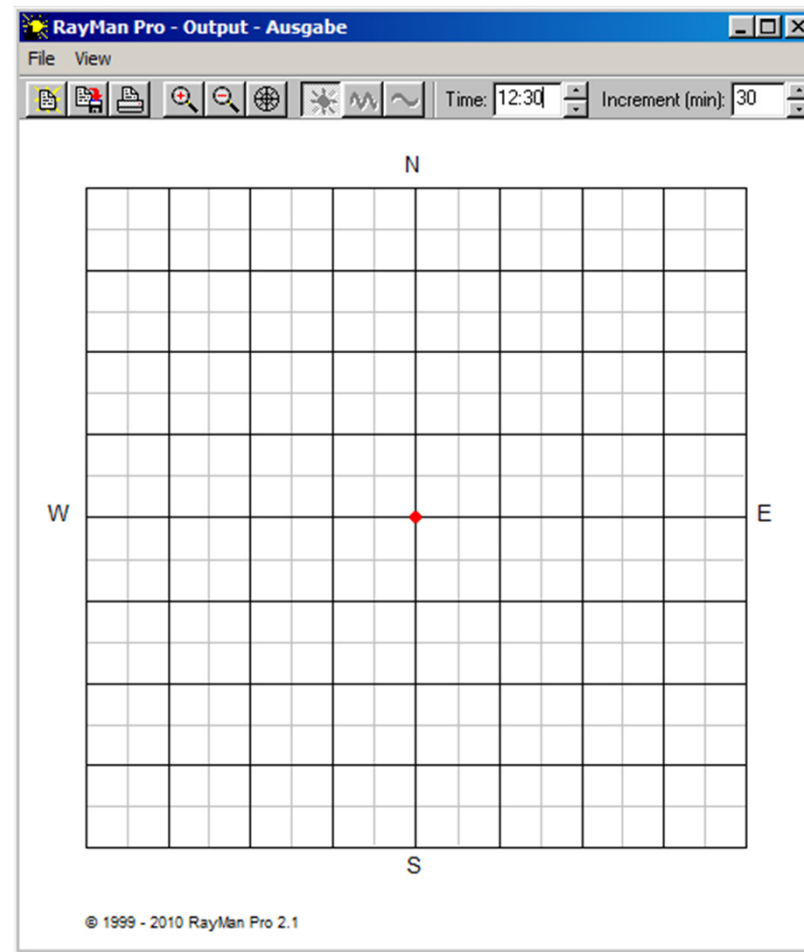 RayMan Pro - Output - Ausgabe
File View
Time: 12:30 Increment (min): 30
N
W E
S
© 1999 - 2010 RayMan Pro 2.1